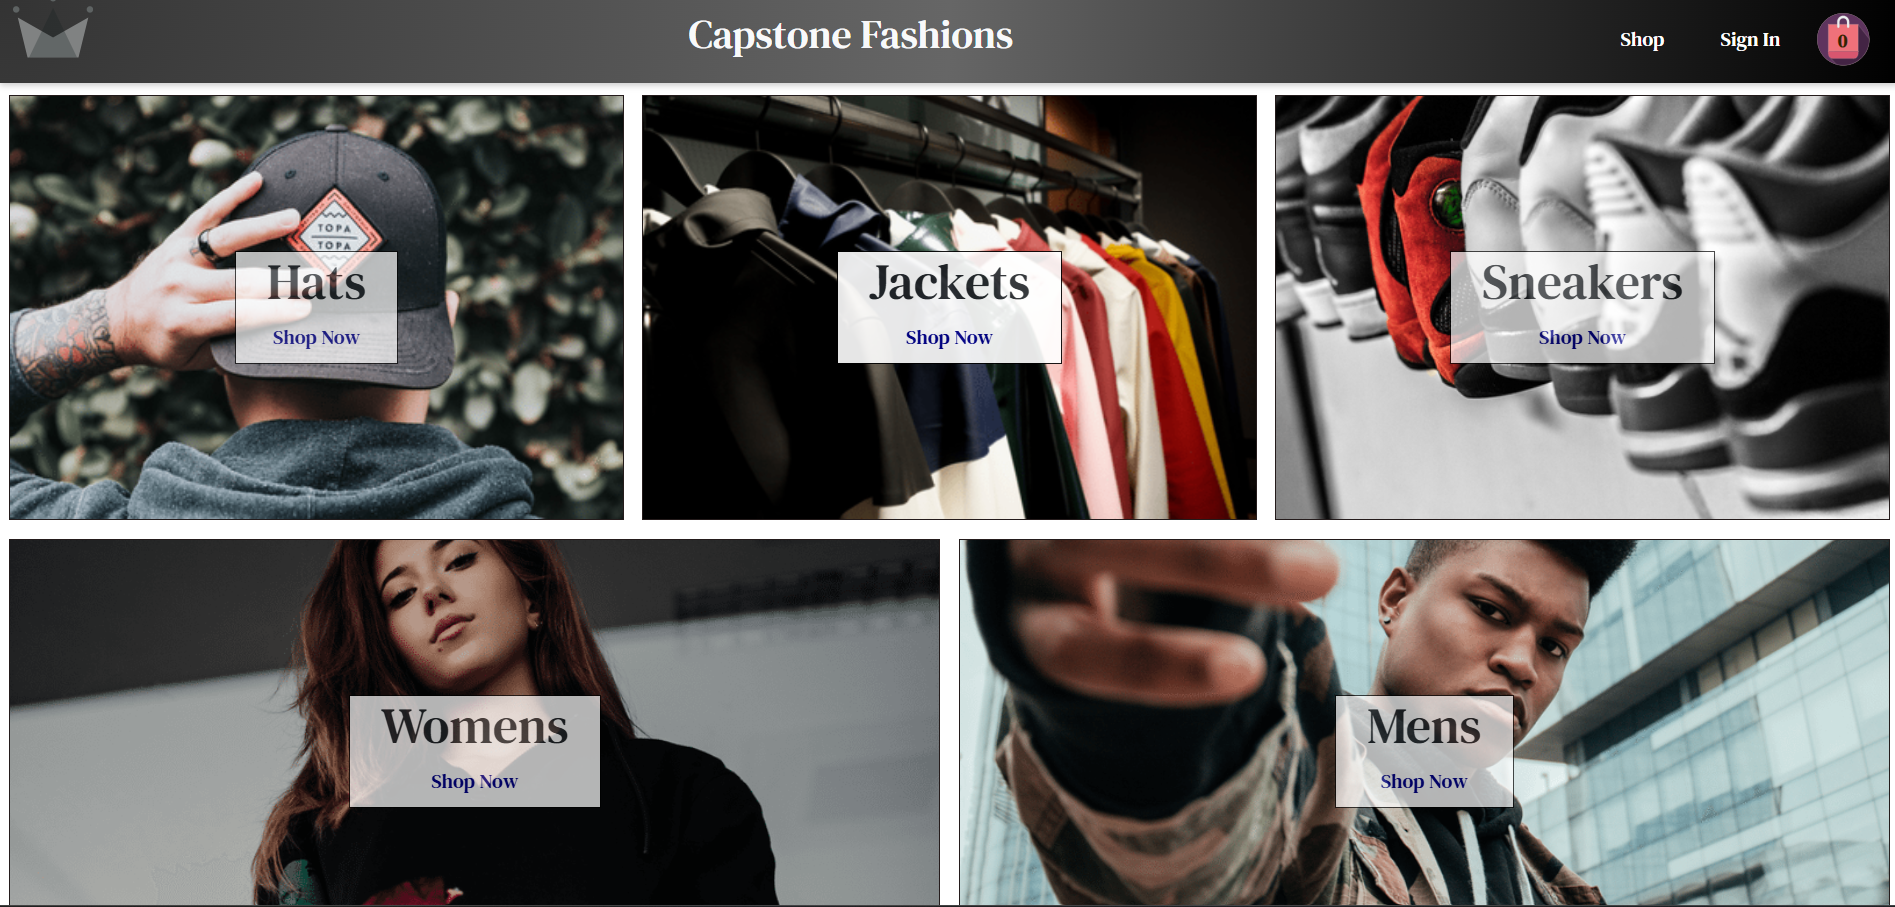 Capstone Fashions
Shop
Sign In
0
TOPA
TOPA
Hats
Shop Now
Jackets
Shop Now
Sneakers
Shop Now
Womens
Shop Now
Mens
Shop Now